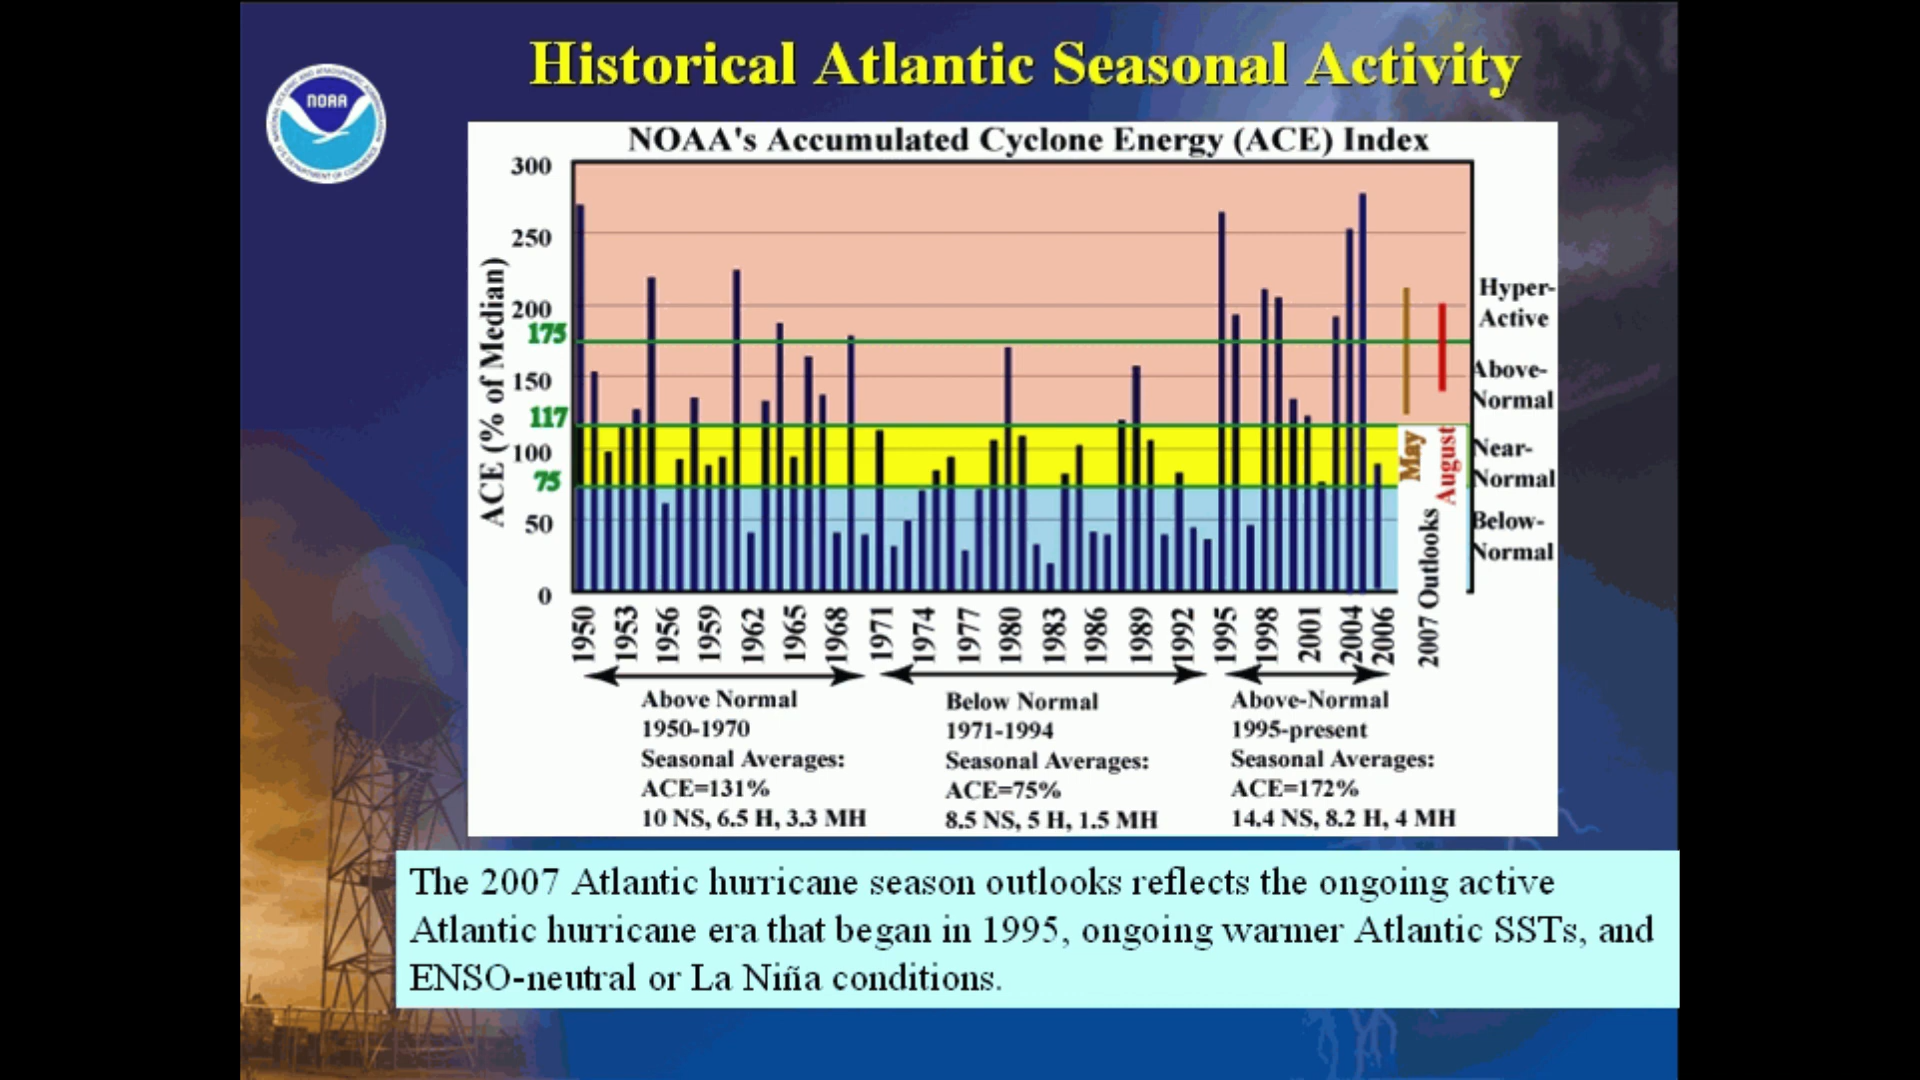 Historical Atlantic Seasonal Activity
NOAA
NOAA's Accumulated Cyclone Energy (ACE) Index
ACE (% of Median)
300
250
200
175
150
117
100
75
50
0
Hyper-
Active
Above-
Normal
Near-
Normal
Below-
Normal
May
August
2007 Outlooks
1950
1953
1956
1959
1962
1965
1968
1971
1974
1977
1980
1983
1986
1989
1992
1995
1998
2001
2004
2006
Above Normal
1950-1970
Seasonal Averages:
ACE=131%
10 NS, 6.5 H, 3.3 MH
Below Normal
1971-1994
Seasonal Averages:
ACE=75%
8.5 NS, 5 H, 1.5 MH
Above-Normal
1995-present
Seasonal Averages:
ACE=172%
14.4 NS, 8.2 H, 4 MH
The 2007 Atlantic hurricane season outlooks reflects the ongoing active
Atlantic hurricane era that began in 1995, ongoing warmer Atlantic SSTs, and
ENSO-neutral or La Niña conditions.